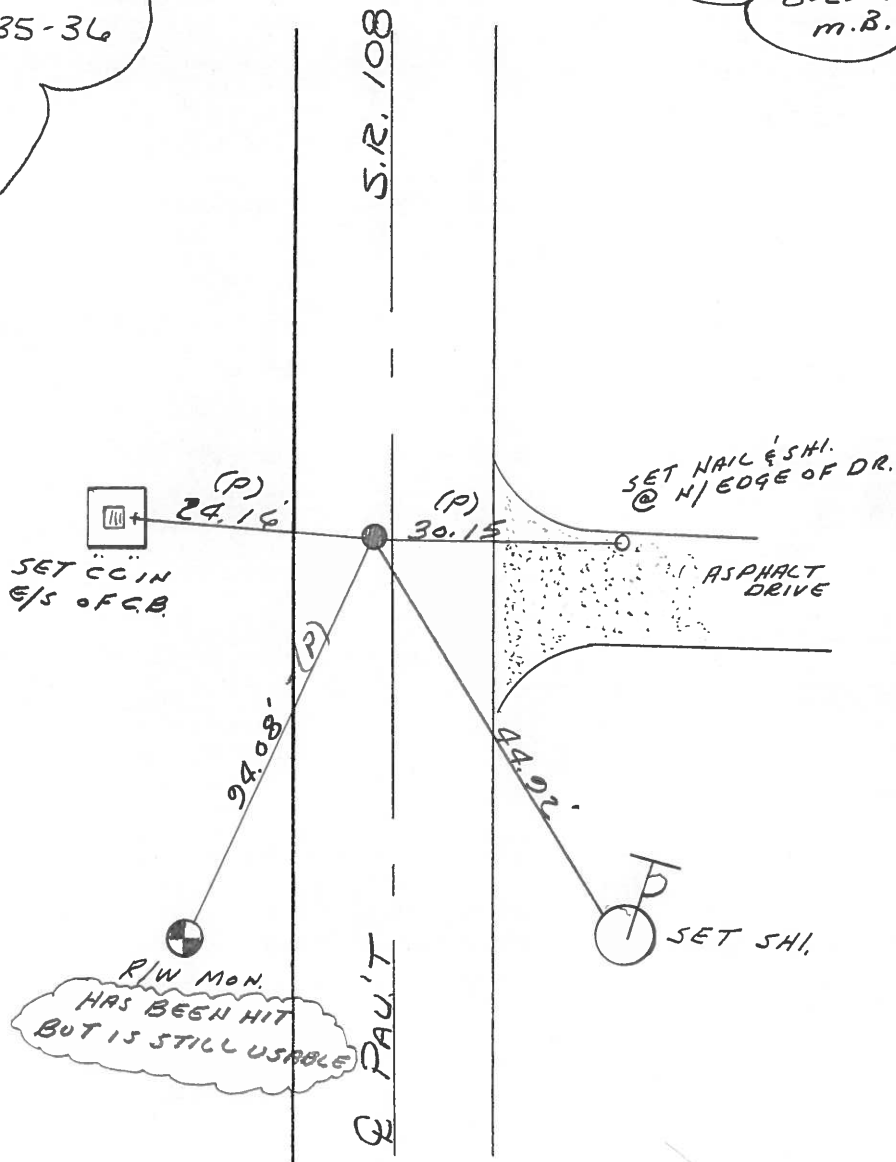 35-36
M.B.
S.R. 108
(P)
24.16'
(P)
30.15
SET NAIL & SHI.
@ N/EDGE OF DR.
SET CC IN
E/S OF C.B.
ASPHALT
DRIVE
94.08' (P)
44.92'
SET SHI.
R/W MON.
HAS BEEN HIT
BUT IS STILL USABLE
℄ PAV'T